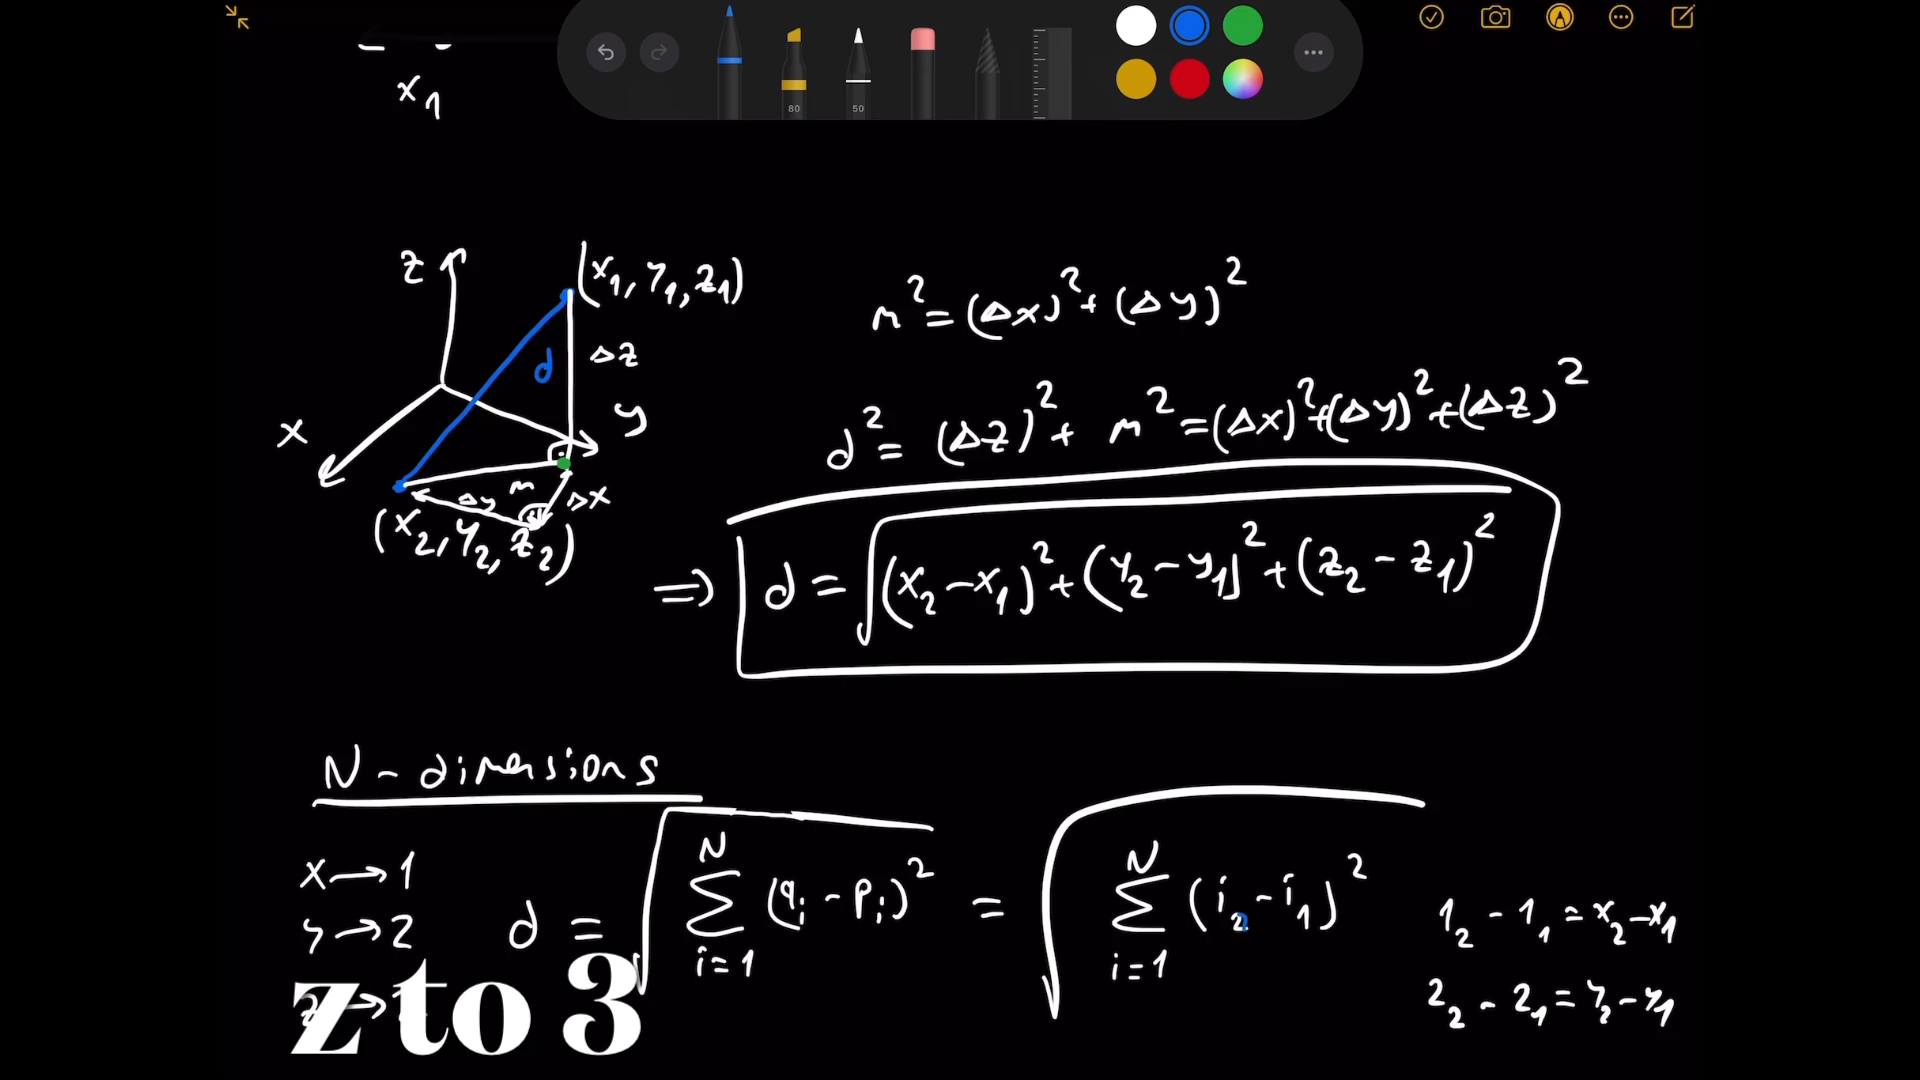 80
50
x₁
z
(x₁, y₁, z₁)
d
Δz
x
y
m
Δy
Δx
(x₂, y₂, z₂)
m² = (Δx)² + (Δy)²
d² = (Δz)² + m² = (Δx)² + (Δy)² + (Δz)²
⇒ d = √(x₂ - x₁)² + (y₂ - y₁)² + (z₂ - z₁)²
N - dimensions
x → 1
y → 2
d = √ N Σ i = 1 (qᵢ - pᵢ)² = √ N Σ i = 1 (i₂ - i₁)²
1₂ - 1₁ = x₂ - x₁
2₂ - 2₁ = y₂ - y₁
z to 3